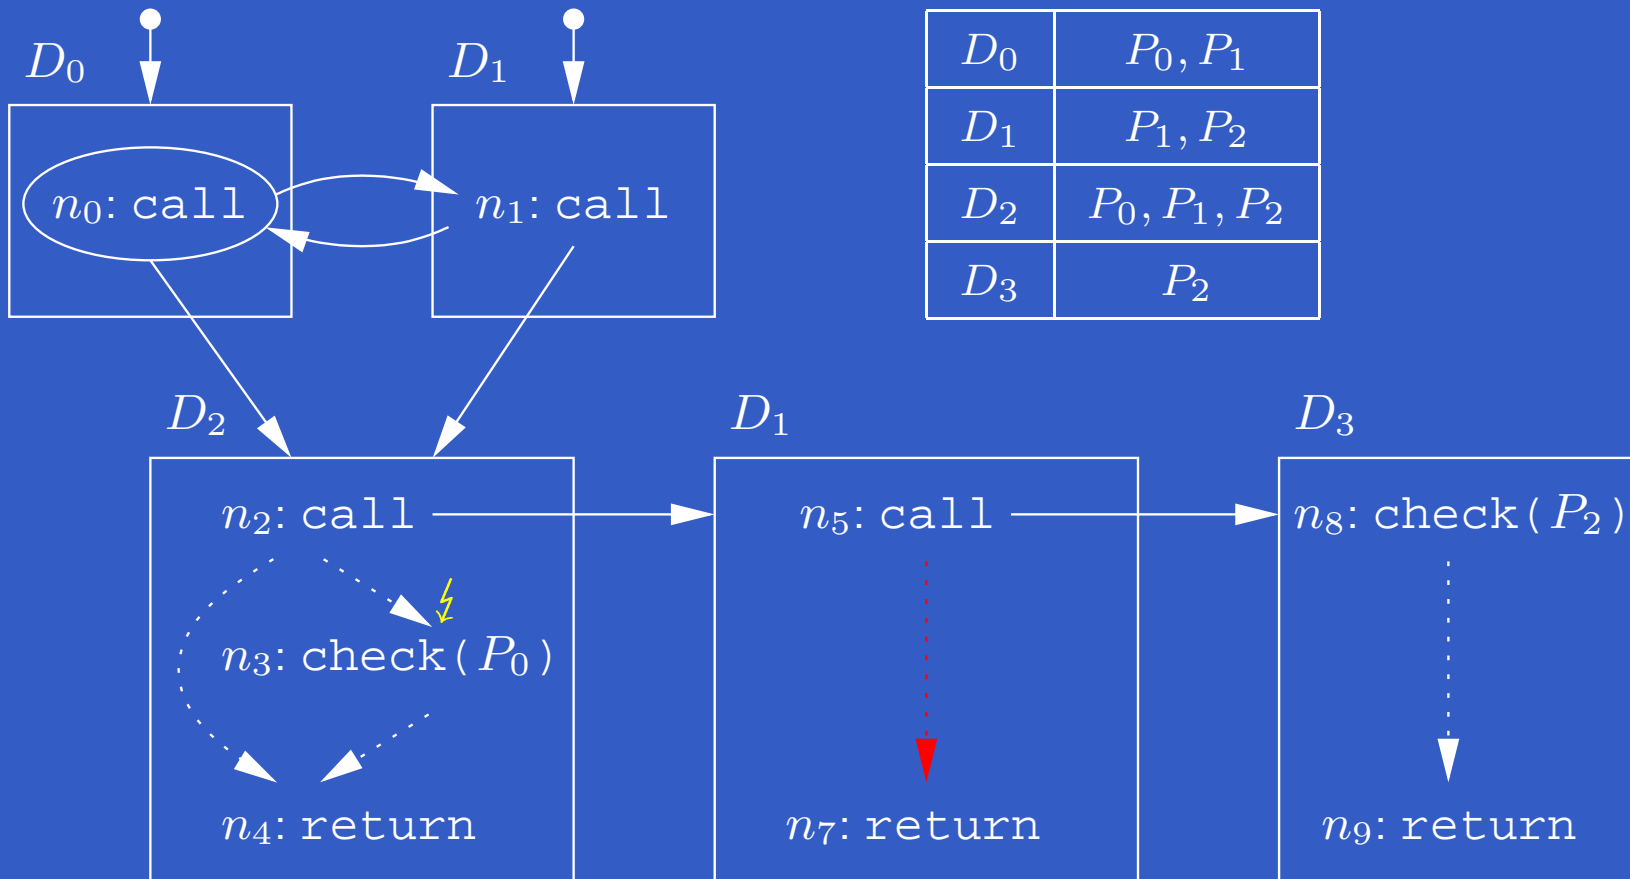 D₀ D₁
n₀: call n₁: call
D₀ P₀, P₁
D₁ P₁, P₂
D₂ P₀, P₁, P₂
D₃ P₂
D₂ D₁ D₃
n₂: call n₅: call n₈: check(P₂)
n₃: check(P₀)
n₄: return n₇: return n₉: return